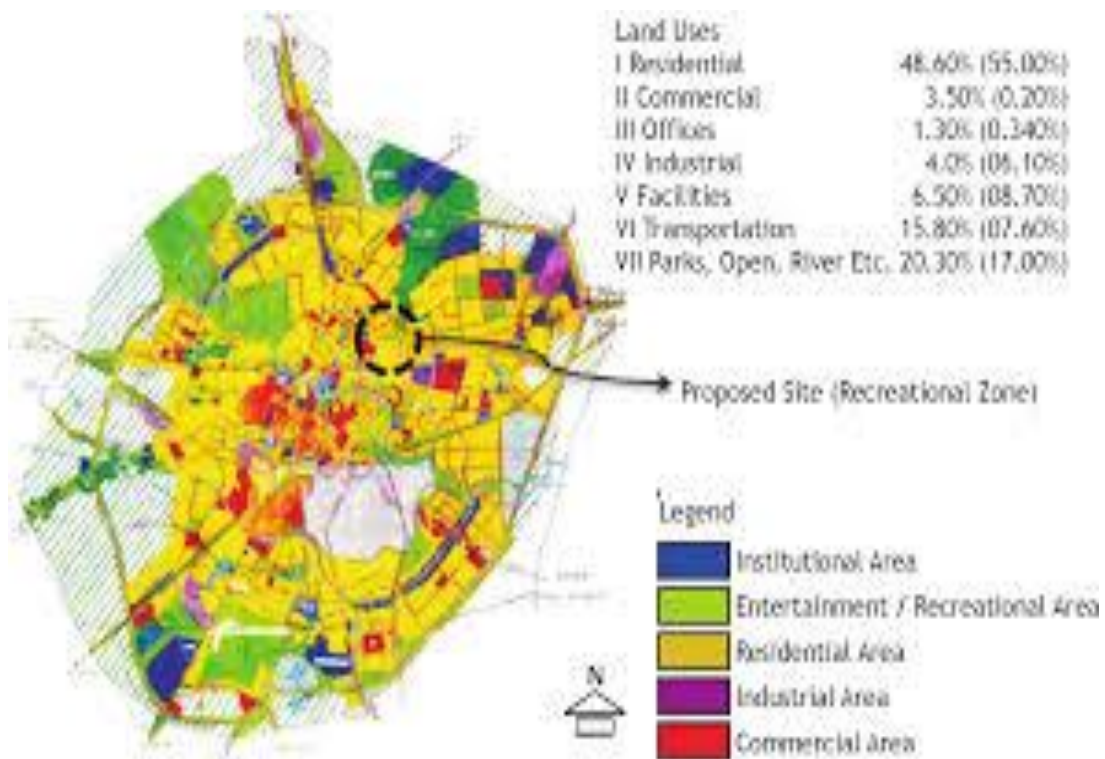 Land Uses
I Residential 48.60% (55.00%)
II Commercial 3.50% (0.20%)
III Offices 1.30% (0.340%)
IV Industrial 4.0% (06.10%)
V Facilities 6.50% (08.70%)
VI Transportation 15.80% (07.60%)
VII Parks, Open, River Etc. 20.30% (17.00%)
Proposed Site (Recreational Zone)
Legend
Institutional Area
Entertainment / Recreational Area
Residential Area
Industrial Area
Commercial Area
N